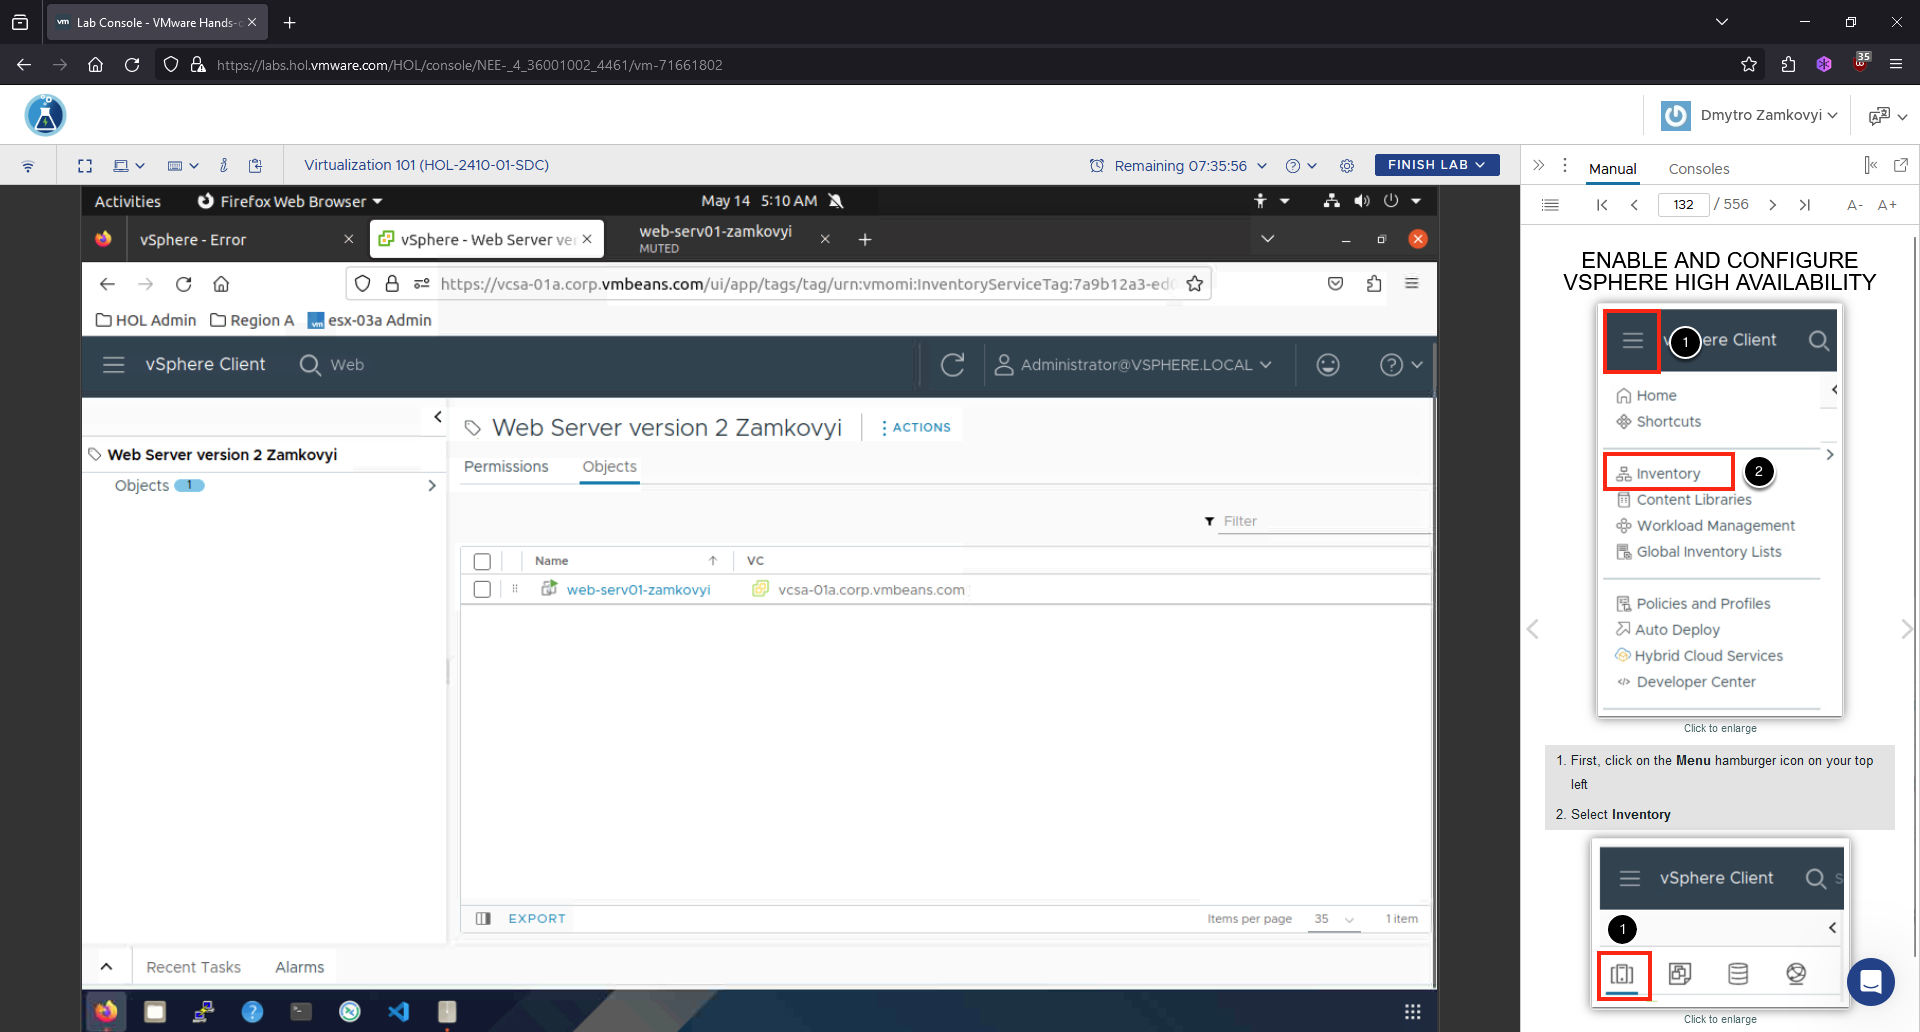 Lab Console - VMware Hands-o
https://labs.hol.vmware.com/HOL/console/NEE-_4_36001002_4461/vm-71661802
35
Dmytro Zamkovyi
Virtualization 101 (HOL-2410-01-SDC)
Remaining 07:35:56
FINISH LAB
Manual
Consoles
132 / 556
A-
A+
Activities
Firefox Web Browser
May 14 5:10 AM
vSphere - Error
vSphere - Web Server ver
web-serv01-zamkovyi
MUTED
https://vcsa-01a.corp.vmbeans.com/ui/app/tags/tag/urn:vmomi:InventoryServiceTag:7a9b12a3-ed0
HOL Admin
Region A
vm
esx-03a Admin
vSphere Client
Web
Administrator@VSPHERE.LOCAL
Web Server version 2 Zamkovyi
Objects 1
Web Server version 2 Zamkovyi
ACTIONS
Permissions
Objects
Filter
Name
VC
web-serv01-zamkovyi
vcsa-01a.corp.vmbeans.com
EXPORT
Items per page
35
1 item
Recent Tasks
Alarms
ENABLE AND CONFIGURE
VSPHERE HIGH AVAILABILITY
1
ere Client
Home
Shortcuts
Inventory
2
Content Libraries
Workload Management
Global Inventory Lists
Policies and Profiles
Auto Deploy
Hybrid Cloud Services
Developer Center
Click to enlarge
1. First, click on the Menu hamburger icon on your top
left
2. Select Inventory
vSphere Client
s
1
Click to enlarge